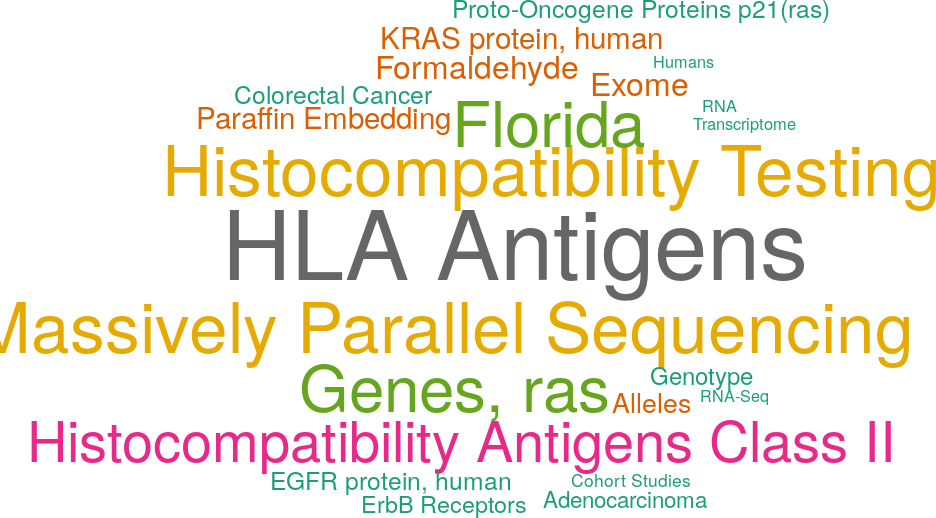 Proto-Oncogene Proteins p21(ras)
KRAS protein, human
Humans
Formaldehyde
Exome
Colorectal Cancer
RNA
Paraffin Embedding
Florida
Transcriptome
Histocompatibility Testing
HLA Antigens
Massively Parallel Sequencing
Genotype
Genes, ras
RNA-Seq
Alleles
Histocompatibility Antigens Class II
EGFR protein, human
Cohort Studies
Adenocarcinoma
ErbB Receptors